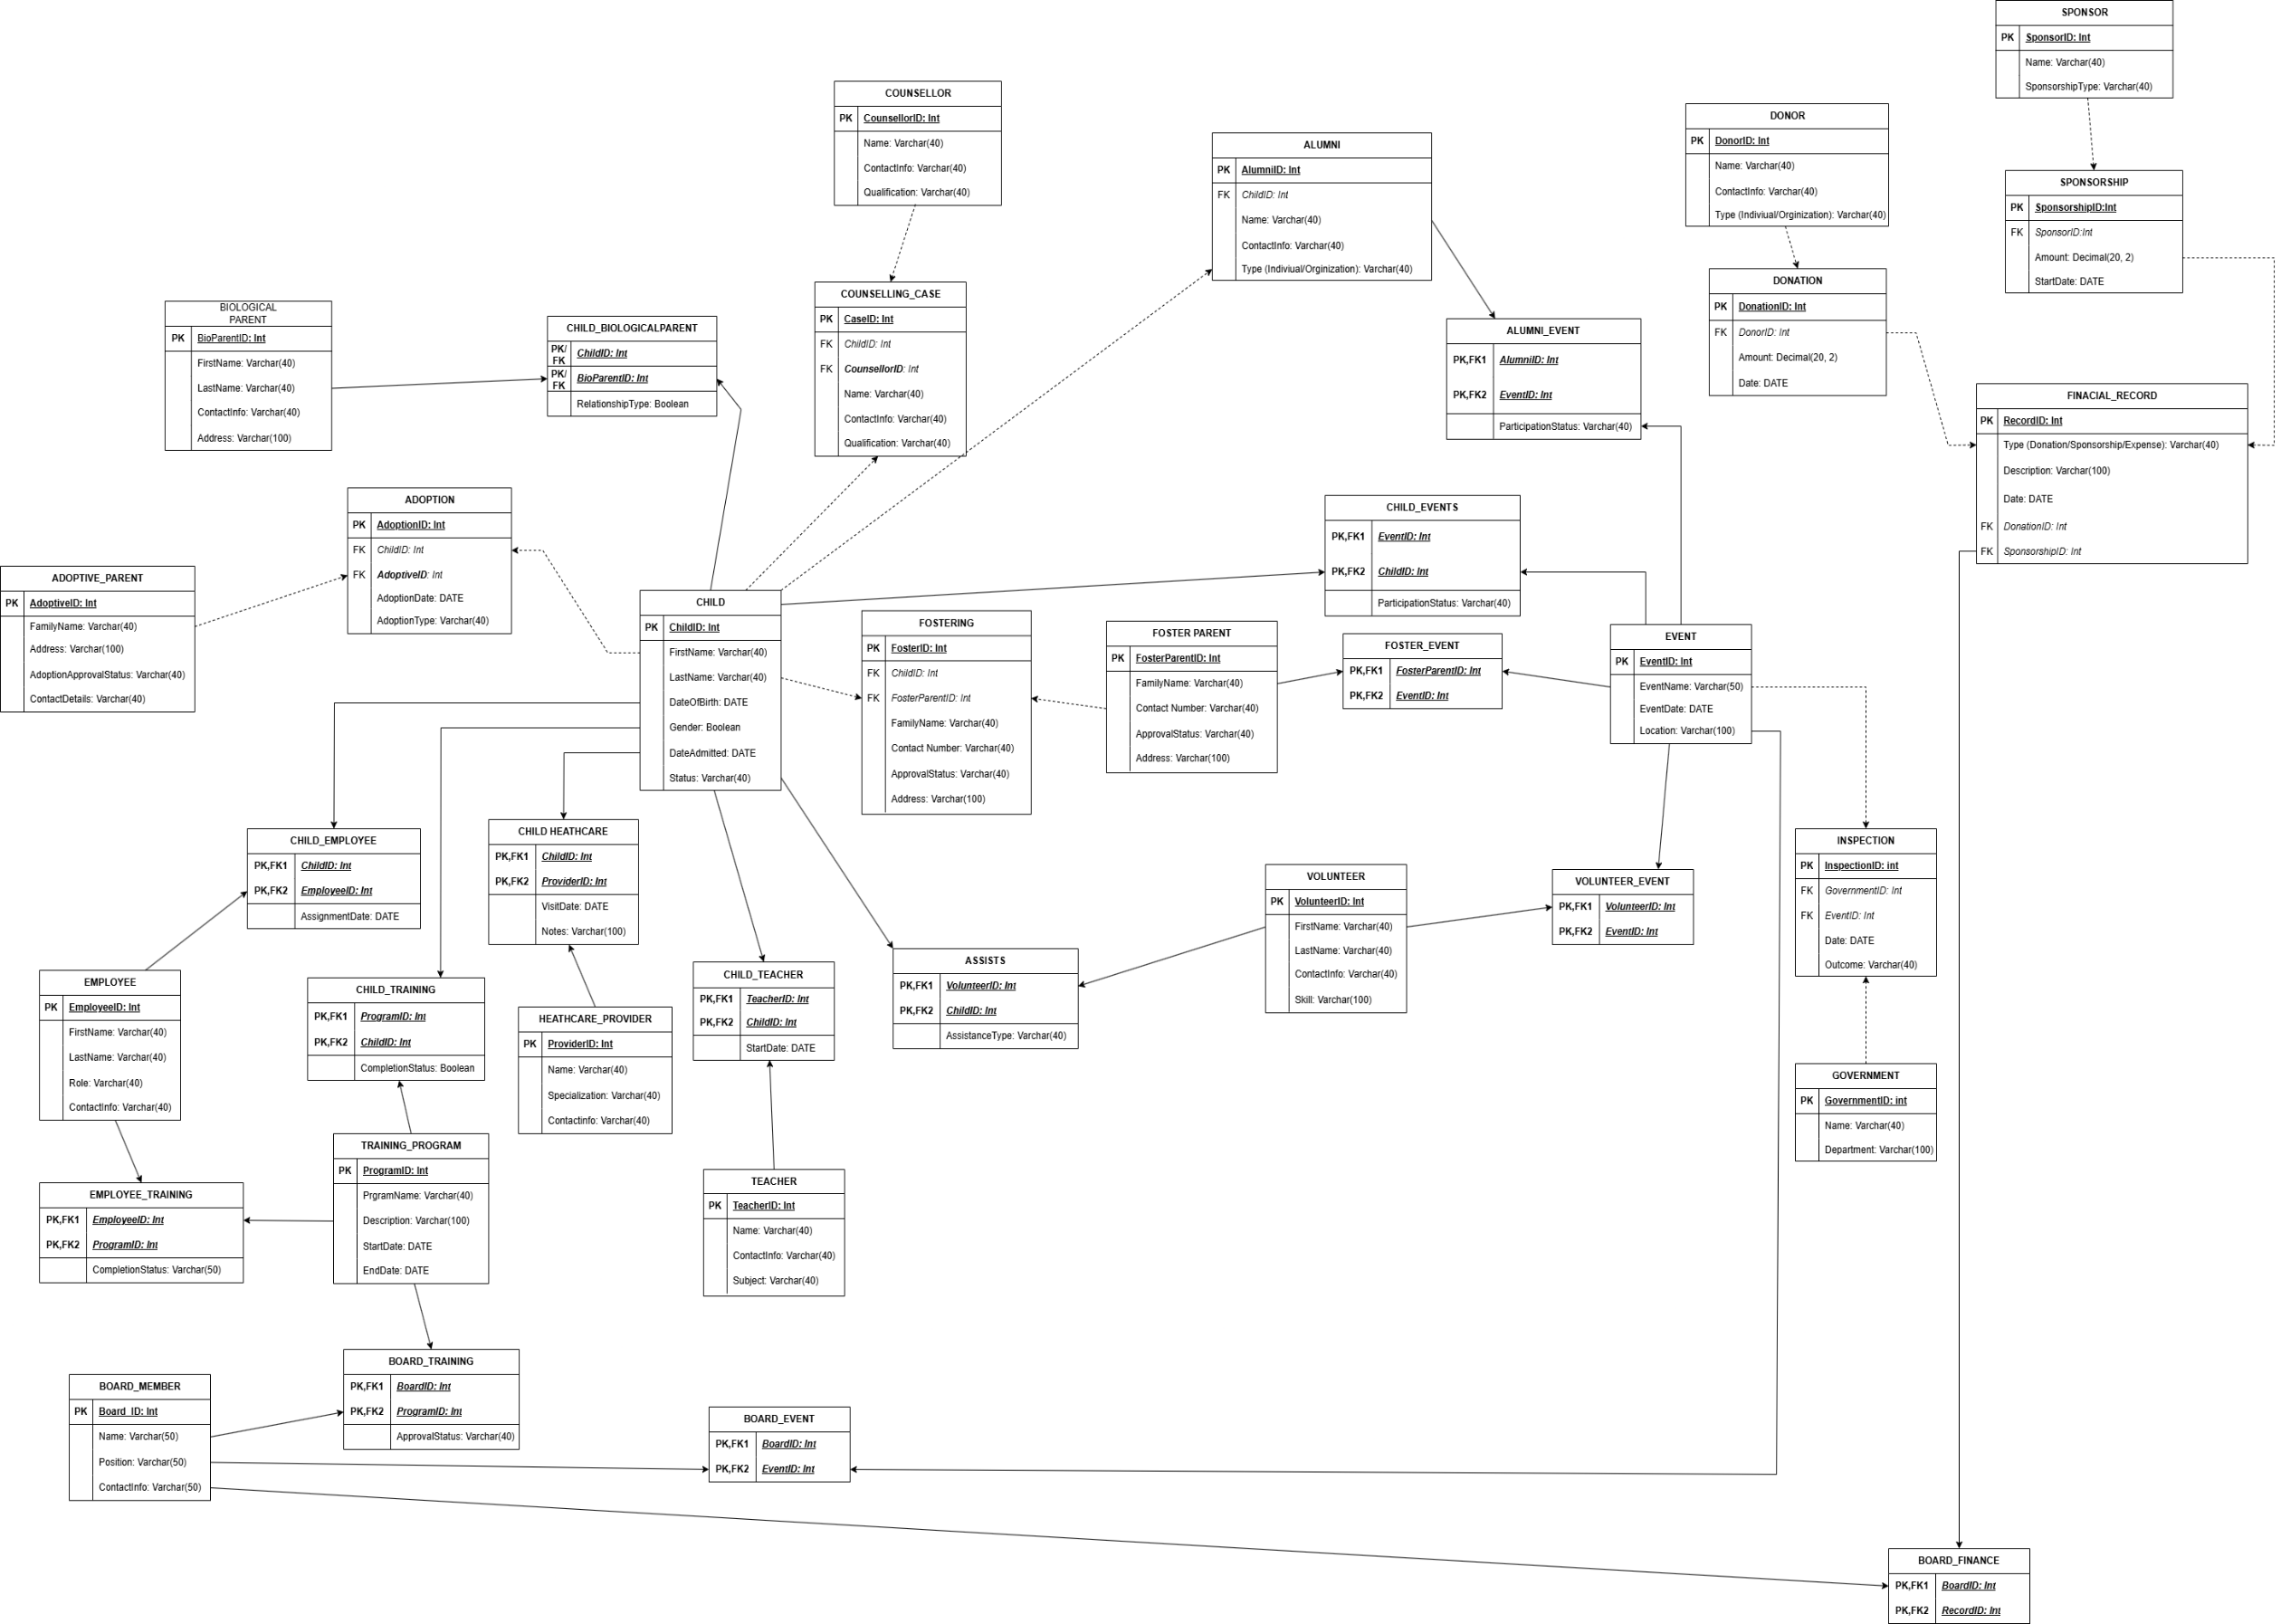 SPONSOR
PK SponsorID: Int
Name: Varchar(40)
SponsorshipType: Varchar(40)
COUNSELLOR
PK CounsellorID: Int
Name: Varchar(40)
ContactInfo: Varchar(40)
Qualification: Varchar(40)
DONOR
PK DonorID: Int
Name: Varchar(40)
ContactInfo: Varchar(40)
Type (Indiviual/Orginization): Varchar(40)
ALUMNI
PK AlumniID: Int
FK ChildID: Int
Name: Varchar(40)
ContactInfo: Varchar(40)
Type (Indiviual/Orginization): Varchar(40)
SPONSORSHIP
PK SponsorshipID:Int
FK SponsorID:Int
Amount: Decimal(20, 2)
StartDate: DATE
DONATION
PK DonationID: Int
FK DonorID: Int
Amount: Decimal(20, 2)
Date: DATE
COUNSELLING_CASE
PK CaseID: Int
FK ChildID: Int
FK CounsellorID: Int
Name: Varchar(40)
ContactInfo: Varchar(40)
Qualification: Varchar(40)
BIOLOGICAL
PARENT
PK BioParentID: Int
FirstName: Varchar(40)
LastName: Varchar(40)
ContactInfo: Varchar(40)
Address: Varchar(100)
CHILD_BIOLOGICALPARENT
PK/
FK ChildID: Int
PK/
FK BioParentID: Int
RelationshipType: Boolean
ALUMNI_EVENT
PK,FK1 AlumniID: Int
PK,FK2 EventID: Int
ParticipationStatus: Varchar(40)
FINACIAL_RECORD
PK RecordID: Int
Type (Donation/Sponsorship/Expense): Varchar(40)
Description: Varchar(100)
Date: DATE
FK DonationID: Int
FK SponsorshipID: Int
ADOPTION
PK AdoptionID: Int
FK ChildID: Int
FK AdoptiveID: Int
AdoptionDate: DATE
AdoptionType: Varchar(40)
CHILD_EVENTS
PK,FK1 EventID: Int
PK,FK2 ChildID: Int
ParticipationStatus: Varchar(40)
ADOPTIVE_PARENT
PK AdoptiveID: Int
FamilyName: Varchar(40)
Address: Varchar(100)
AdoptionApprovalStatus: Varchar(40)
ContactDetails: Varchar(40)
CHILD
PK ChildID: Int
FirstName: Varchar(40)
LastName: Varchar(40)
DateOfBirth: DATE
Gender: Boolean
DateAdmitted: DATE
Status: Varchar(40)
FOSTERING
PK FosterID: Int
FK ChildID: Int
FK FosterParentID: Int
FamilyName: Varchar(40)
Contact Number: Varchar(40)
ApprovalStatus: Varchar(40)
Address: Varchar(100)
FOSTER PARENT
PK FosterParentID: Int
FamilyName: Varchar(40)
Contact Number: Varchar(40)
ApprovalStatus: Varchar(40)
Address: Varchar(100)
FOSTER_EVENT
PK,FK1 FosterParentID: Int
PK,FK2 EventID: Int
EVENT
PK EventID: Int
EventName: Varchar(50)
EventDate: DATE
Location: Varchar(100)
CHILD_EMPLOYEE
PK,FK1 ChildID: Int
PK,FK2 EmployeeID: Int
AssignmentDate: DATE
CHILD HEATHCARE
PK,FK1 ChildID: Int
PK,FK2 ProviderID: Int
VisitDate: DATE
Notes: Varchar(100)
INSPECTION
PK InspectionID: int
FK GovernmentID: Int
FK EventID: Int
Date: DATE
Outcome: Varchar(40)
VOLUNTEER
PK VolunteerID: Int
FirstName: Varchar(40)
LastName: Varchar(40)
ContactInfo: Varchar(40)
Skill: Varchar(100)
VOLUNTEER_EVENT
PK,FK1 VolunteerID: Int
PK,FK2 EventID: Int
EMPLOYEE
PK EmployeeID: Int
FirstName: Varchar(40)
LastName: Varchar(40)
Role: Varchar(40)
ContactInfo: Varchar(40)
CHILD_TRAINING
PK,FK1 ProgramID: Int
PK,FK2 ChildID: Int
CompletionStatus: Boolean
HEATHCARE_PROVIDER
PK ProviderID: Int
Name: Varchar(40)
Specialization: Varchar(40)
Contactinfo: Varchar(40)
CHILD_TEACHER
PK,FK1 TeacherID: Int
PK,FK2 ChildID: Int
StartDate: DATE
ASSISTS
PK,FK1 VolunteerID: Int
PK,FK2 ChildID: Int
AssistanceType: Varchar(40)
GOVERNMENT
PK GovernmentID: int
Name: Varchar(40)
Department: Varchar(100)
TRAINING_PROGRAM
PK ProgramID: Int
PrgramName: Varchar(40)
Description: Varchar(100)
StartDate: DATE
EndDate: DATE
TEACHER
PK TeacherID: Int
Name: Varchar(40)
ContactInfo: Varchar(40)
Subject: Varchar(40)
EMPLOYEE_TRAINING
PK,FK1 EmployeeID: Int
PK,FK2 ProgramID: Int
CompletionStatus: Varchar(50)
BOARD_TRAINING
PK,FK1 BoardID: Int
PK,FK2 ProgramID: Int
ApprovalStatus: Varchar(40)
BOARD_MEMBER
PK Board_ID: Int
Name: Varchar(50)
Position: Varchar(50)
ContactInfo: Varchar(50)
BOARD_EVENT
PK,FK1 BoardID: Int
PK,FK2 EventID: Int
BOARD_FINANCE
PK,FK1 BoardID: Int
PK,FK2 RecordID: Int